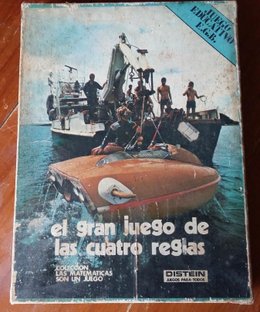 JUEGO
EDUCATIVO
E.G.B.
el gran juego de
las cuatro reglas
COLECCION
LAS MATEMATICAS
SON UN JUEGO
DISTEIN
JUEGOS PARA TODOS